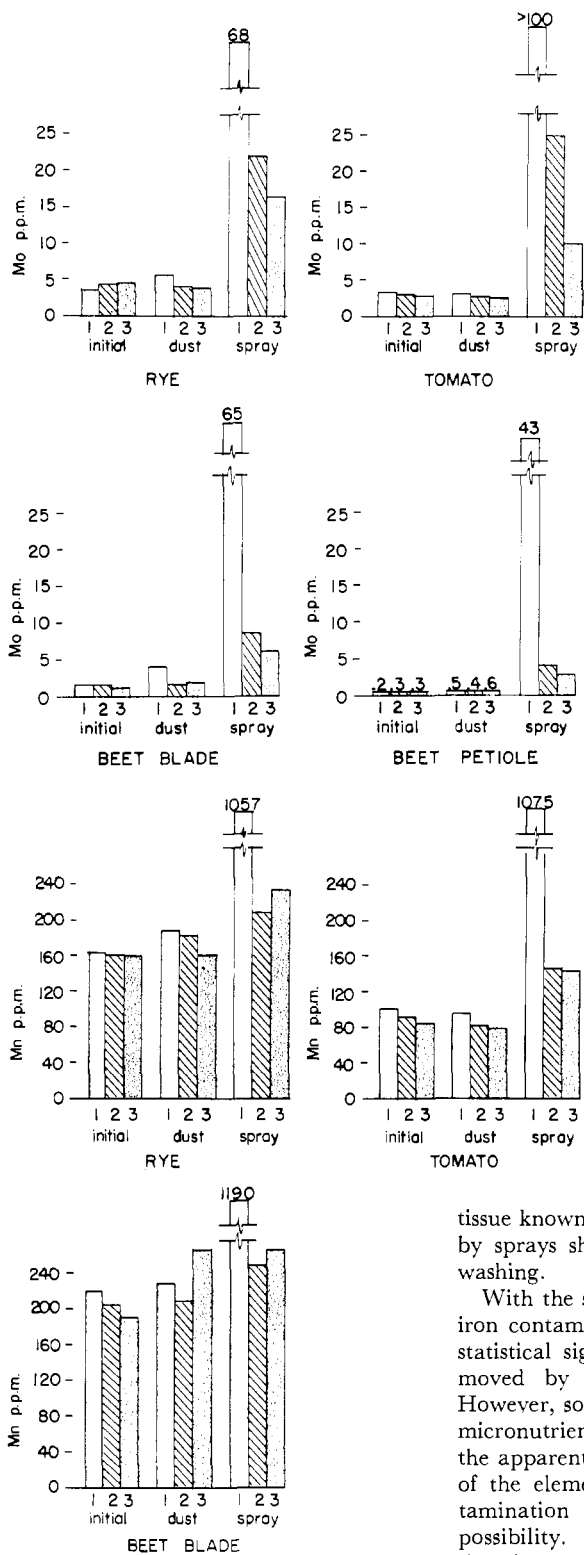 68
Mo p.p.m.
25
20
15
10
5
0
1 2 3 1 2 3 1 2 3
initial dust spray
RYE
>100
Mo p.p.m.
25
20
15
10
5
0
1 2 3 1 2 3 1 2 3
initial dust spray
TOMATO
65
Mo p.p.m.
25
20
15
10
5
0
1 2 3 1 2 3 1 2 3
initial dust spray
BEET BLADE
43
Mo p.p.m.
25
20
15
10
5
0
.2 .3 .3 .5 .4 .6
1 2 3 1 2 3 1 2 3
initial dust spray
BEET PETIOLE
1057
Mn p.p.m.
240
200
160
120
80
40
0
1 2 3 1 2 3 1 2 3
initial dust spray
RYE
1075
Mn p.p.m.
240
200
160
120
80
40
0
1 2 3 1 2 3 1 2 3
initial dust spray
TOMATO
1190
Mn p.p.m.
240
200
160
120
80
40
0
1 2 3 1 2 3 1 2 3
initial dust spray
BEET BLADE
tissue known
by sprays sh
washing.
With the s
iron contam
statistical sig
moved by
However, so
micronutrien
the apparent
of the eleme
tamination
possibility.